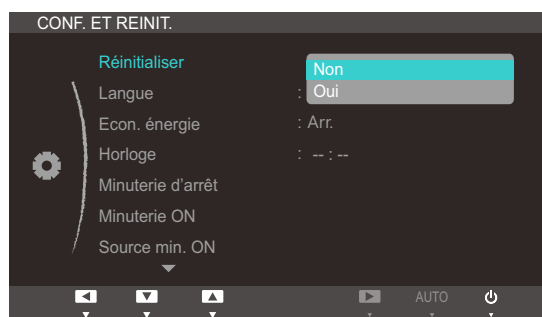 CONF. ET REINIT.
Réinitialiser
Non
Langue :
Oui
Econ. énergie : Arr.
Horloge : -- : --
Minuterie d'arrêt
Minuterie ON
Source min. ON
AUTO